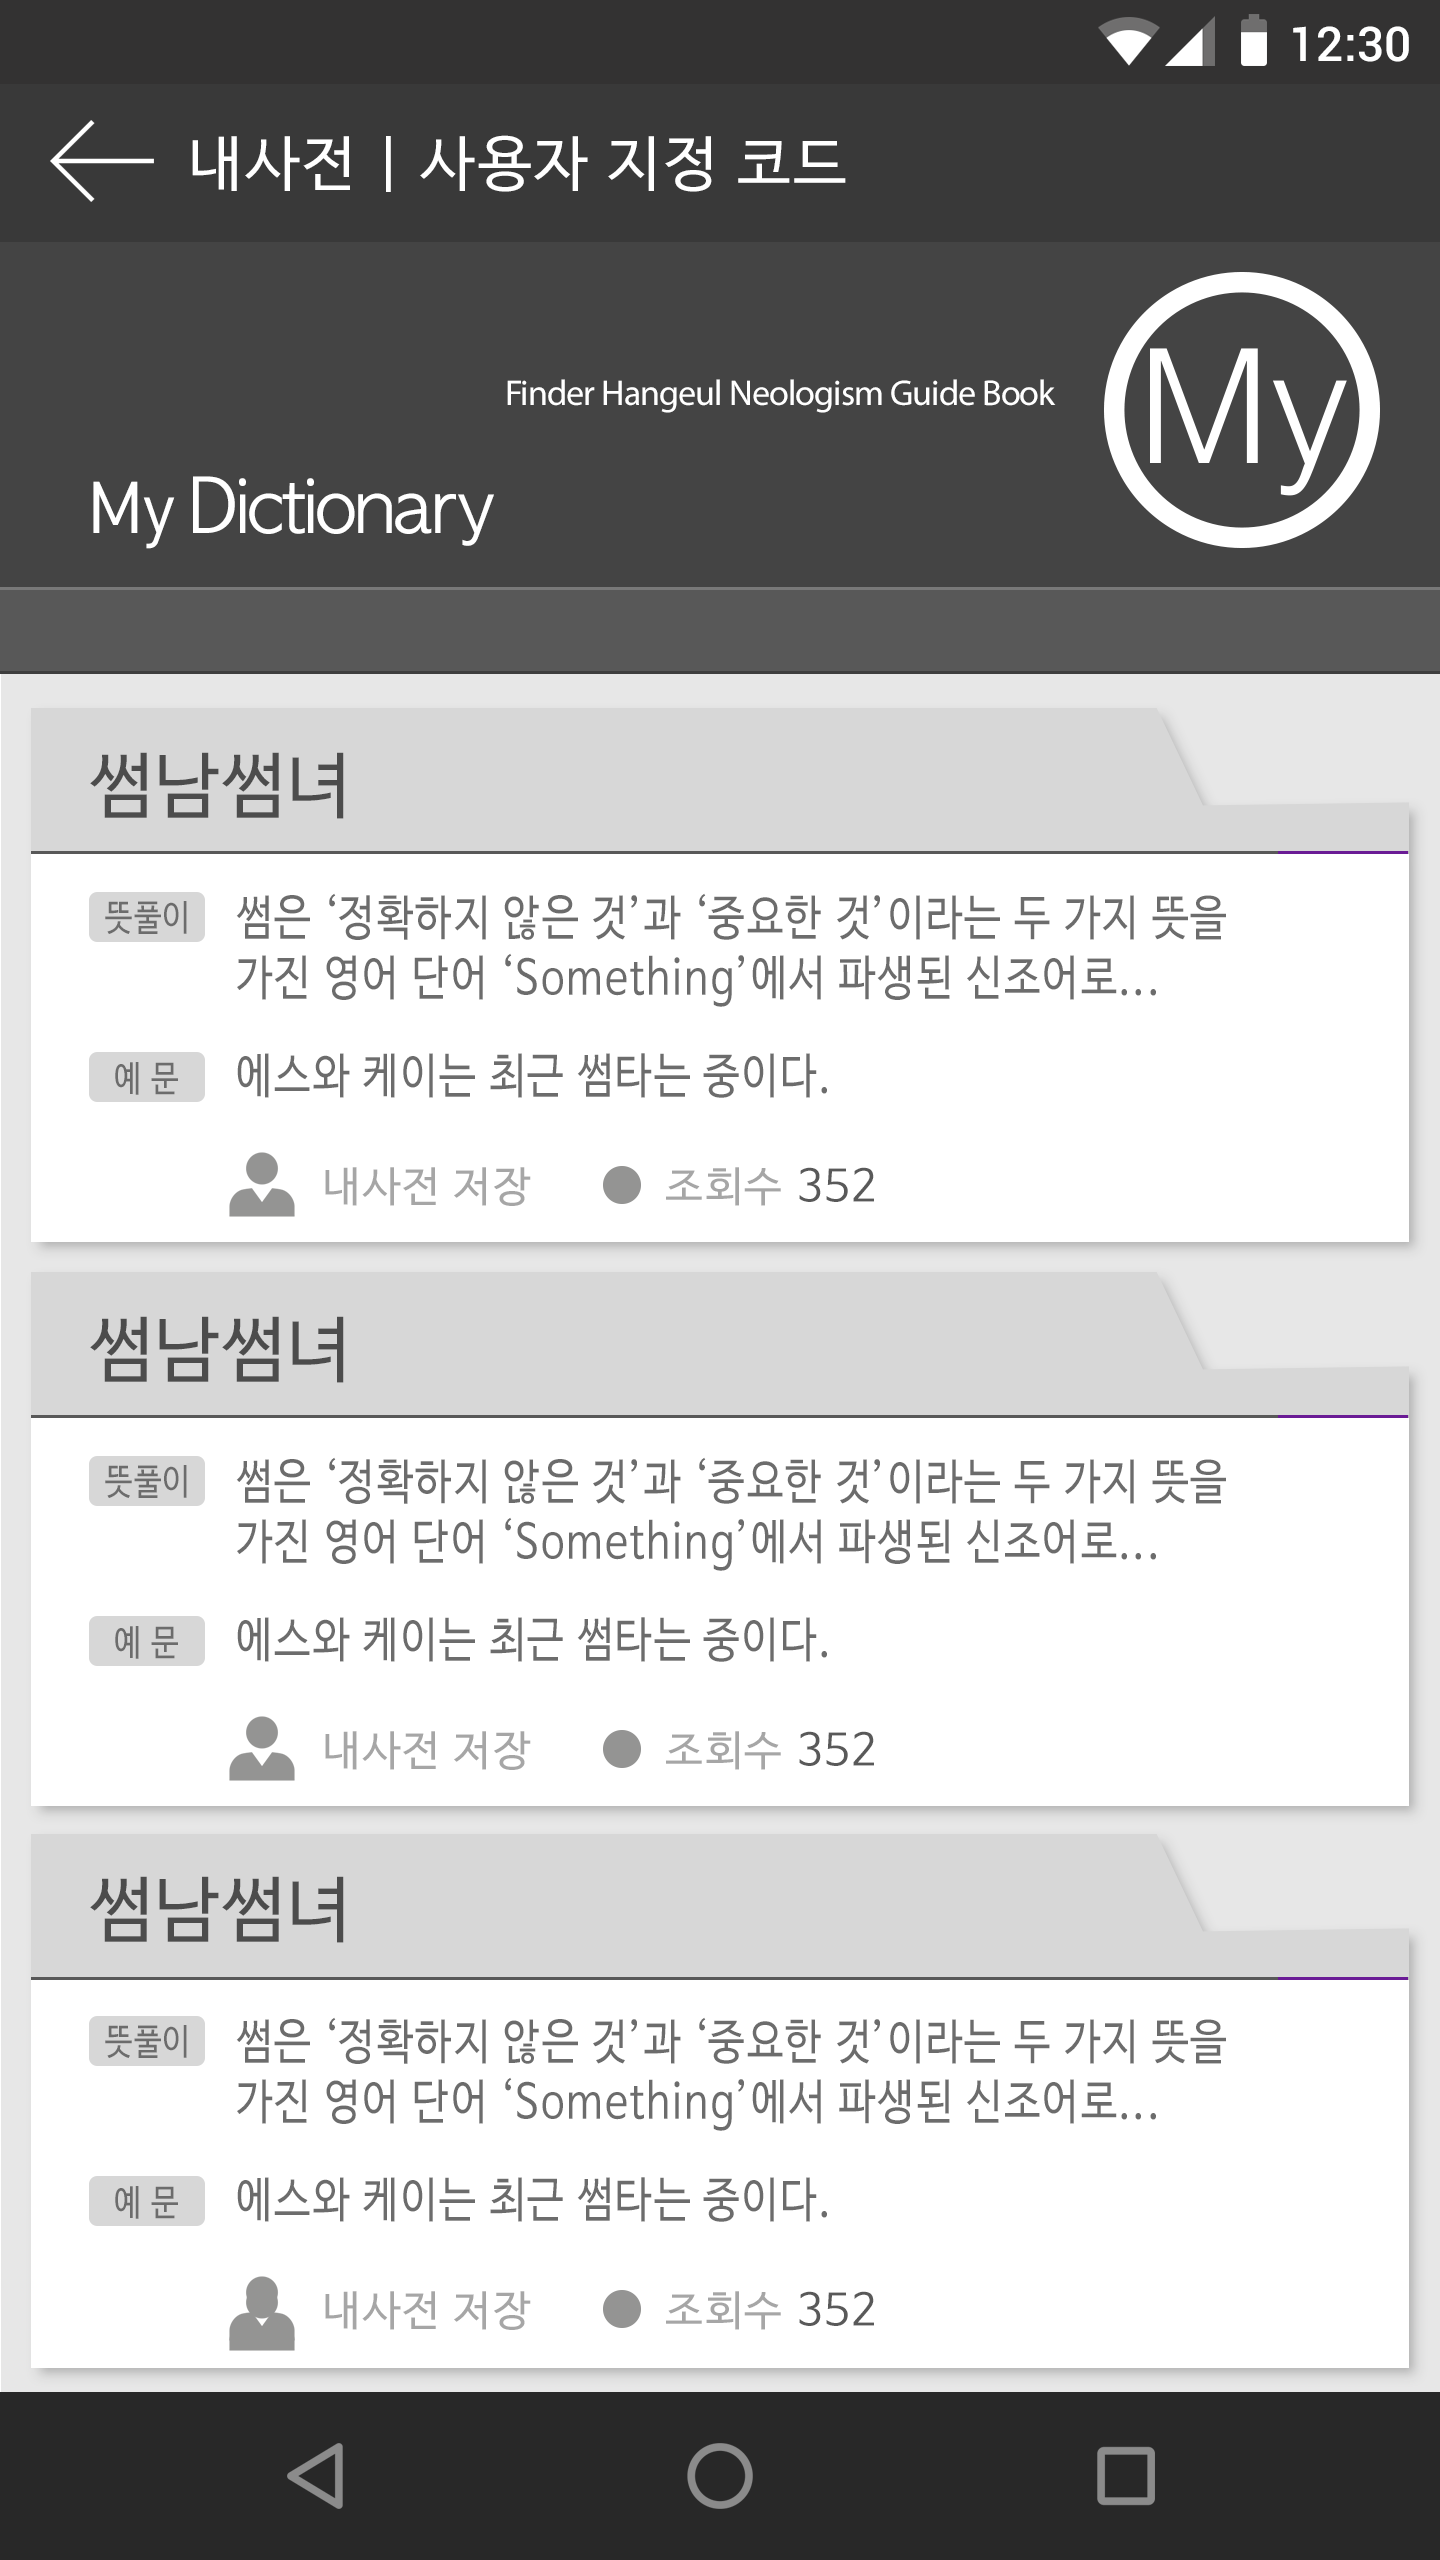 12:30
내사전 | 사용자 지정 코드
My
Finder Hangeul Neologism Guide Book
My Dictionary
썸남썸녀
뜻풀이 썸은 ‘정확하지 않은 것’과 ‘중요한 것’이라는 두 가지 뜻을
가진 영어 단어 ‘Something’에서 파생된 신조어로...
예 문 에스와 케이는 최근 썸타는 중이다.
내사전 저장 조회수 352
썸남썸녀
뜻풀이 썸은 ‘정확하지 않은 것’과 ‘중요한 것’이라는 두 가지 뜻을
가진 영어 단어 ‘Something’에서 파생된 신조어로...
예 문 에스와 케이는 최근 썸타는 중이다.
내사전 저장 조회수 352
썸남썸녀
뜻풀이 썸은 ‘정확하지 않은 것’과 ‘중요한 것’이라는 두 가지 뜻을
가진 영어 단어 ‘Something’에서 파생된 신조어로...
예 문 에스와 케이는 최근 썸타는 중이다.
내사전 저장 조회수 352